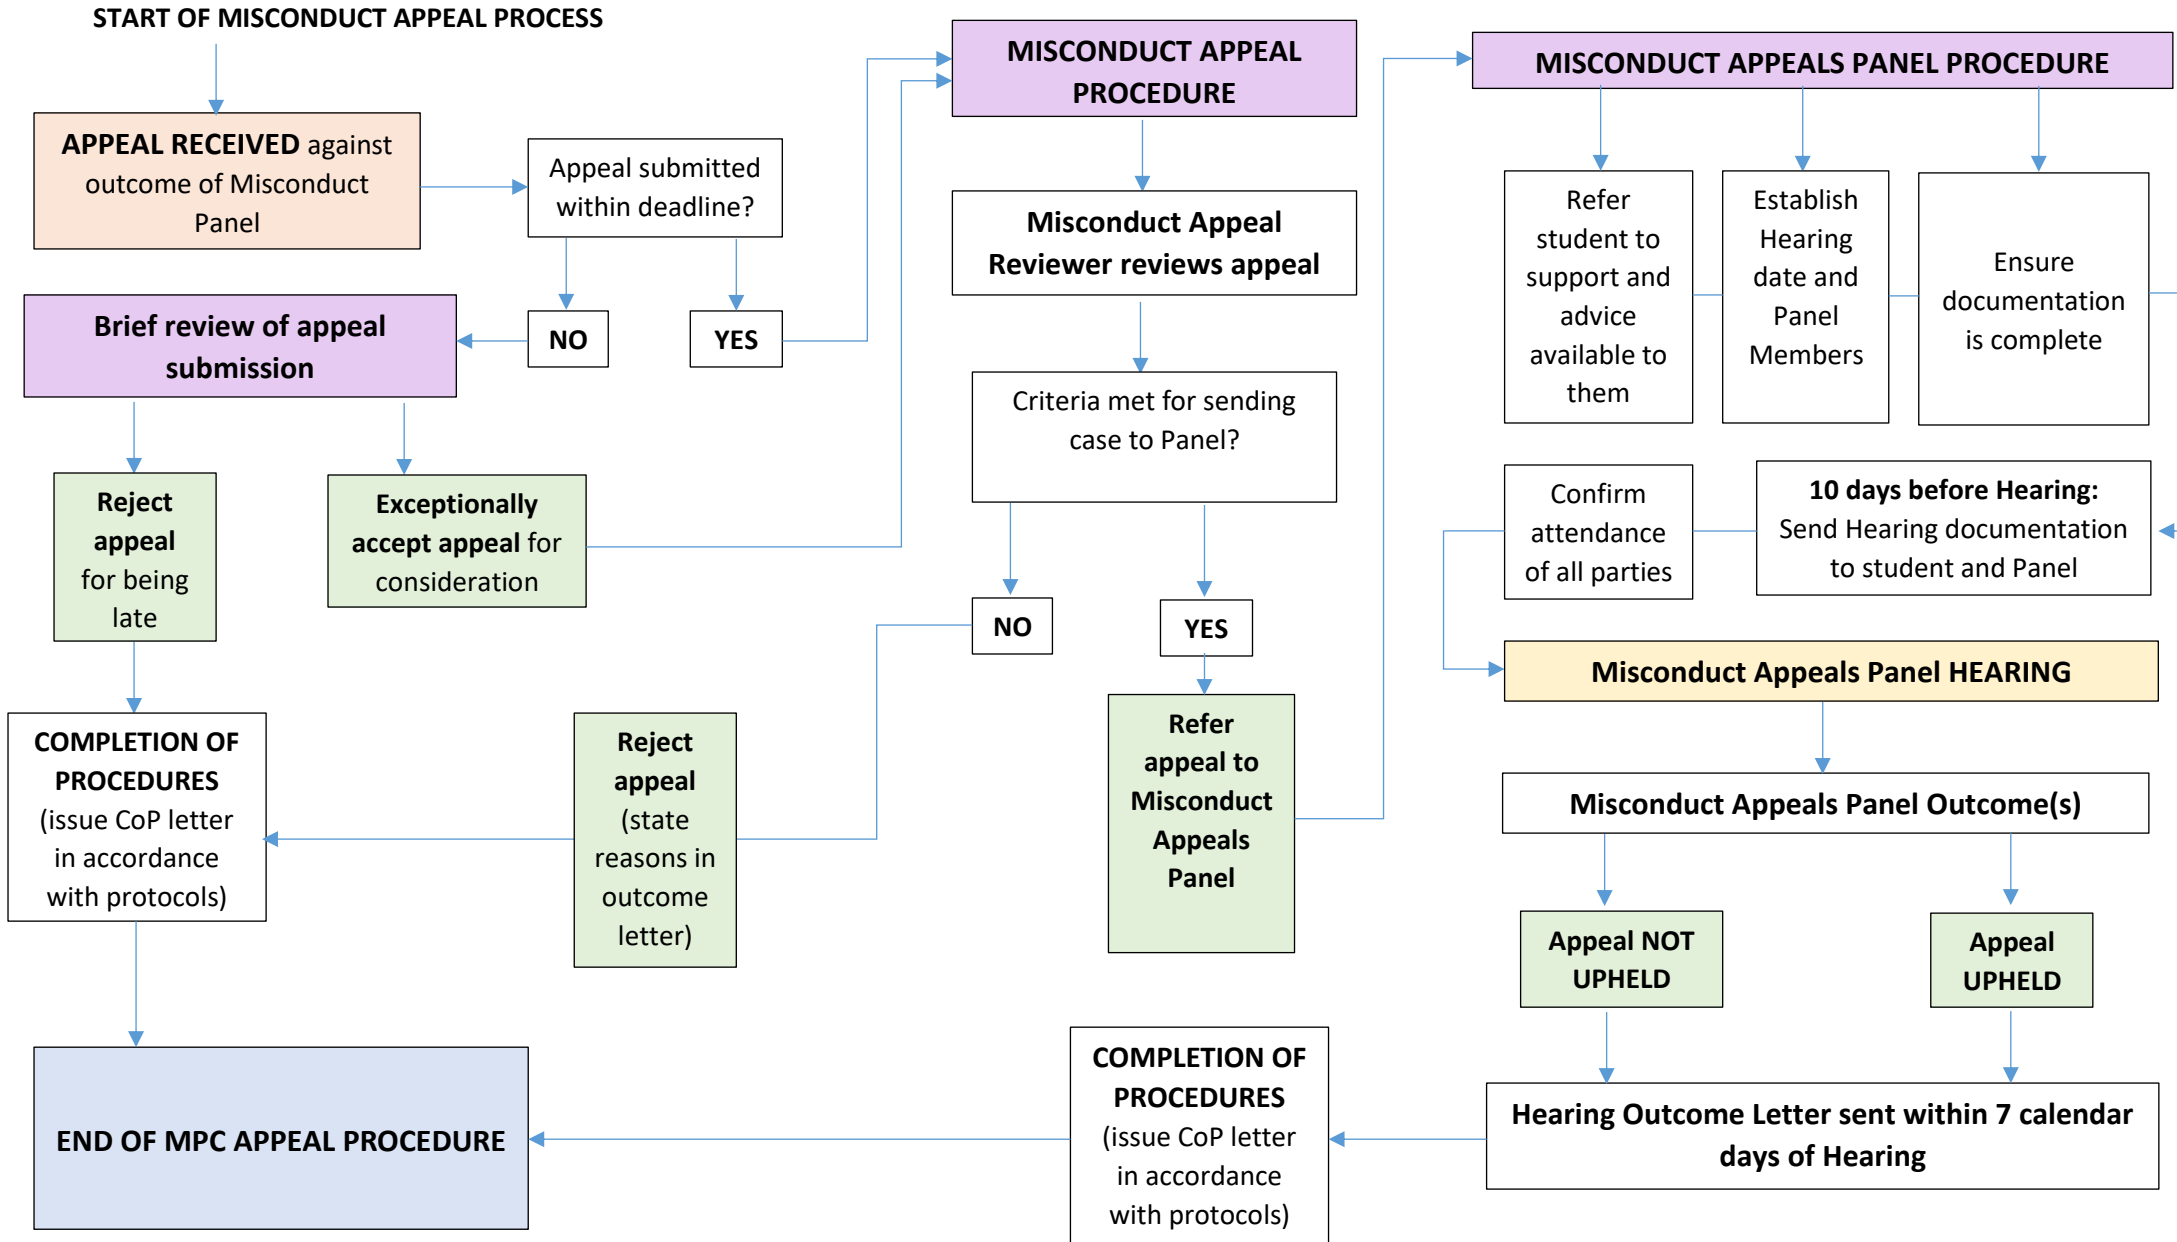 START OF MISCONDUCT APPEAL PROCESS
APPEAL RECEIVED against
outcome of Misconduct
Panel
Appeal submitted
within deadline?
NO
YES
Brief review of appeal
submission
Reject
appeal
for being
late
Exceptionally
accept appeal for
consideration
COMPLETION OF
PROCEDURES
(issue CoP letter
in accordance
with protocols)
Reject
appeal
(state
reasons in
outcome
letter)
END OF MPC APPEAL PROCEDURE
MISCONDUCT APPEAL
PROCEDURE
Misconduct Appeal
Reviewer reviews appeal
Criteria met for sending
case to Panel?
NO
YES
Refer
appeal to
Misconduct
Appeals
Panel
MISCONDUCT APPEALS PANEL PROCEDURE
Refer
student to
support and
advice
available to
them
Establish
Hearing
date and
Panel
Members
Ensure
documentation
is complete
10 days before Hearing:
Send Hearing documentation
to student and Panel
Confirm
attendance
of all parties
Misconduct Appeals Panel HEARING
Misconduct Appeals Panel Outcome(s)
Appeal NOT
UPHELD
Appeal
UPHELD
Hearing Outcome Letter sent within 7 calendar
days of Hearing
COMPLETION OF
PROCEDURES
(issue CoP letter
in accordance
with protocols)